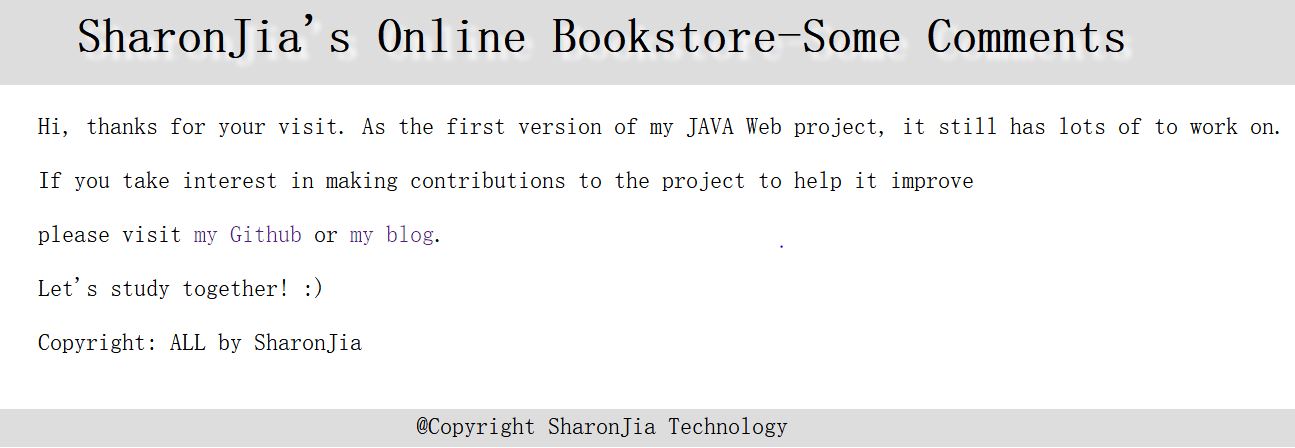 SharonJia's Online Bookstore-Some Comments
Hi, thanks for your visit. As the first version of my JAVA Web project, it still has lots of to work on.
If you take interest in making contributions to the project to help it improve
please visit my Github or my blog.
Let's study together! :)
Copyright: ALL by SharonJia
@Copyright SharonJia Technology